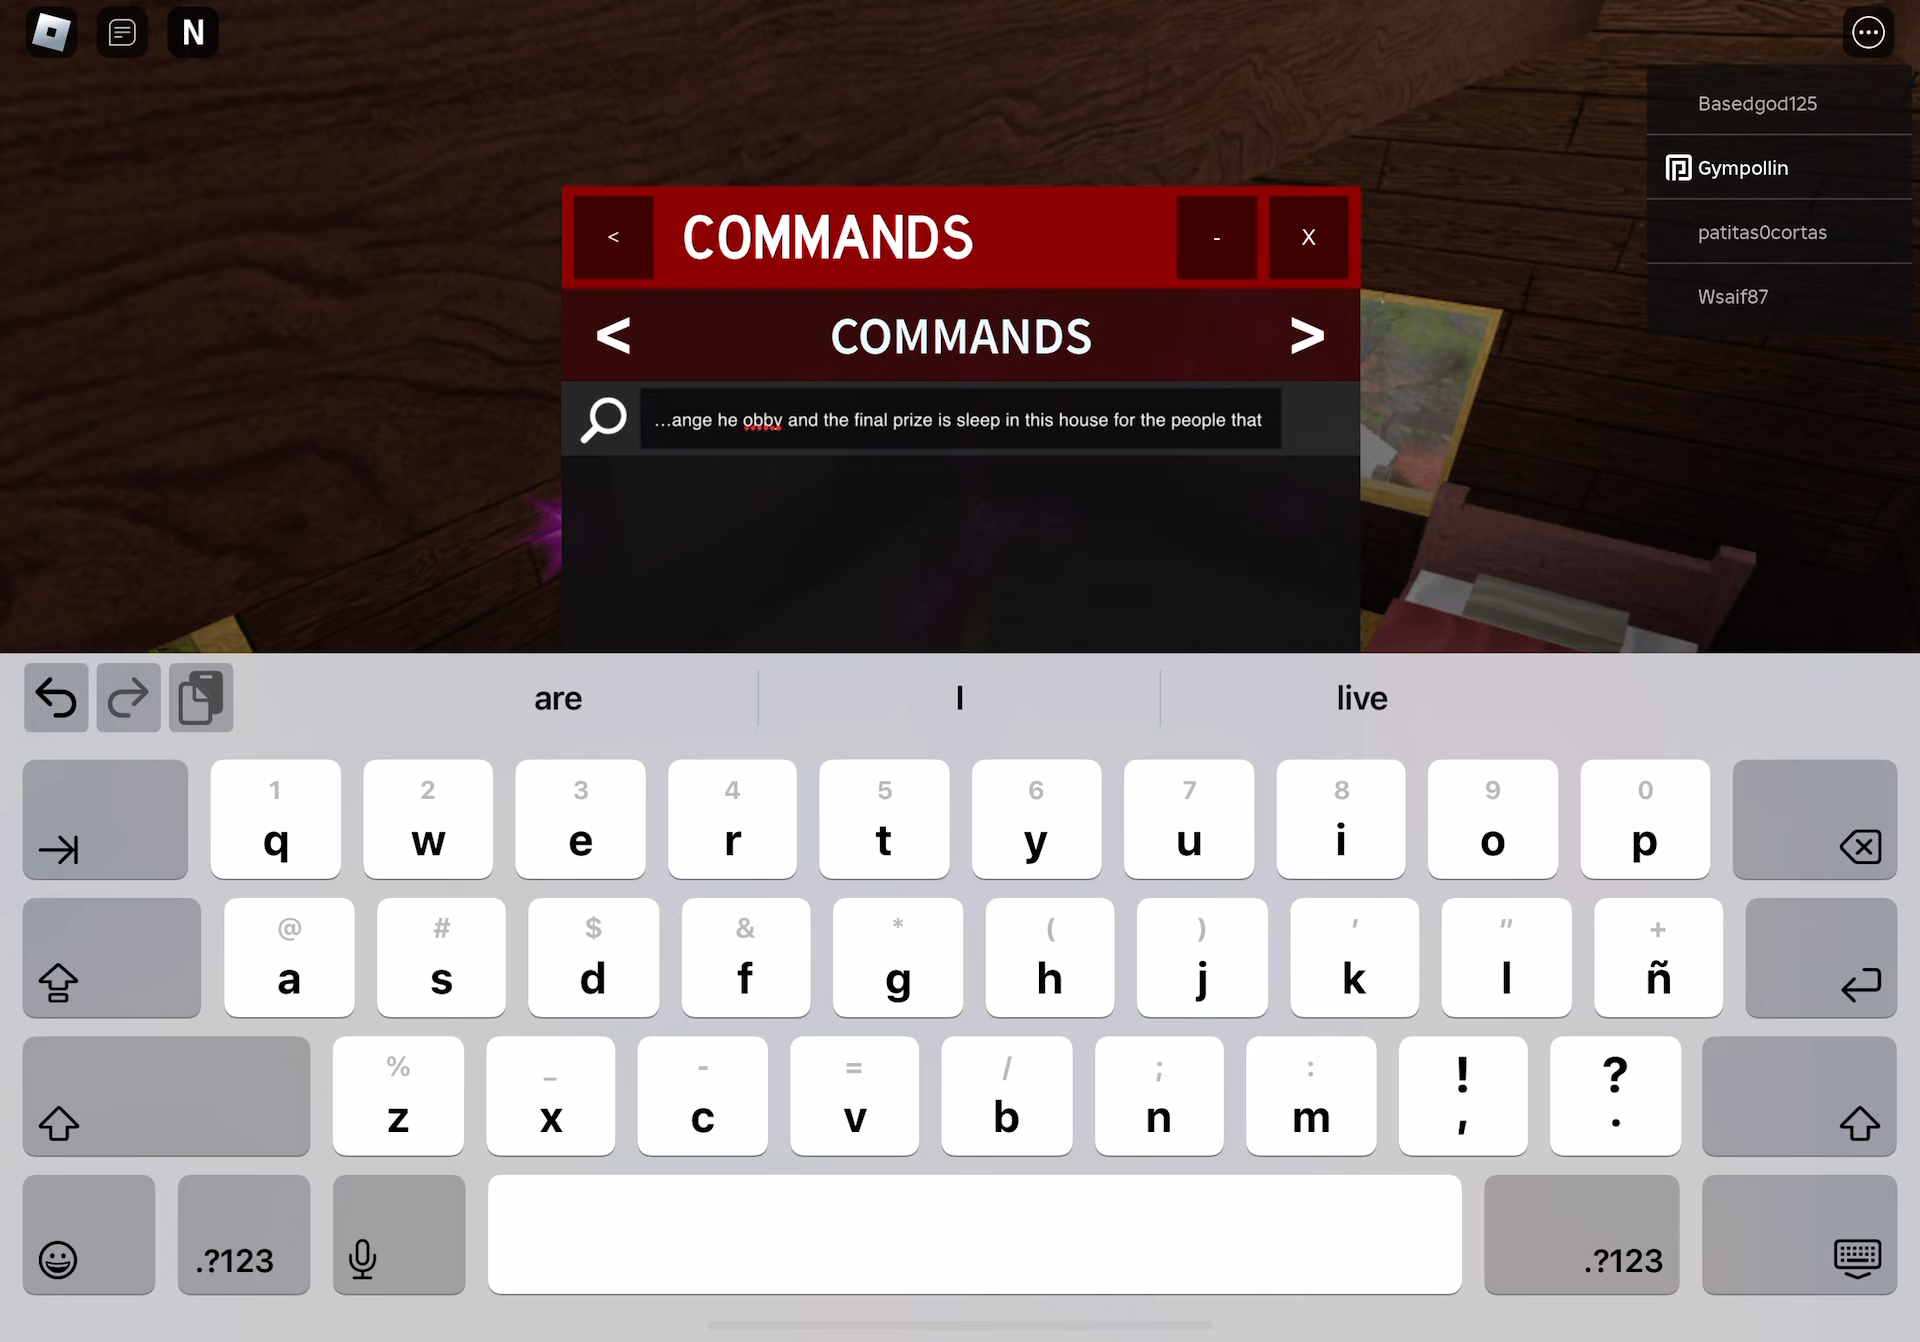 N
Basedgod125
Gympollin
patitas0cortas
Wsaif87
< COMMANDS - X
< COMMANDS >
...ange he obby and the final prize is sleep in this house for the people that
are I live
1 2 3 4 5 6 7 8 9 0
q w e r t y u i o p
@ # $ & * ( ) ' " +
a s d f g h j k l ñ
% _ - = / ; : ! ?
z x c v b n m , .
.?123 .?123